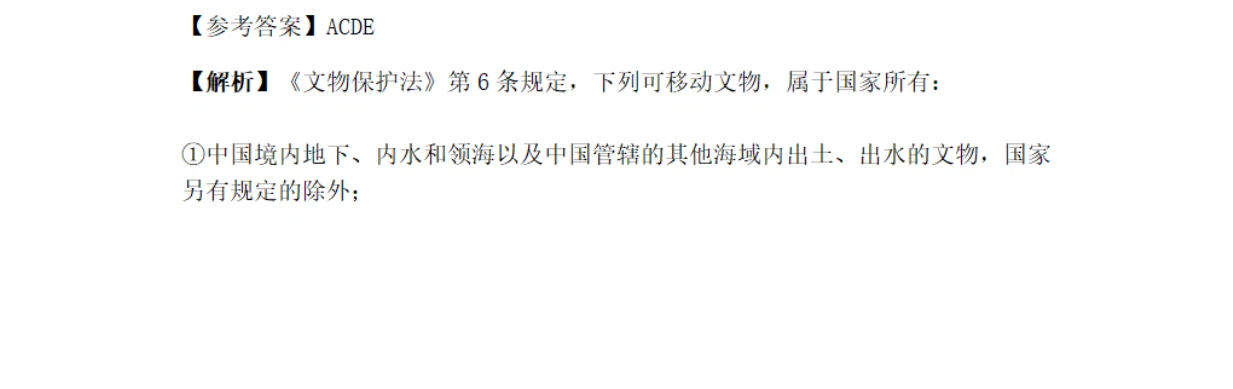 【参考答案】ACDE
【解析】《文物保护法》第 6 条规定，下列可移动文物，属于国家所有：
①中国境内地下、内水和领海以及中国管辖的其他海域内出土、出水的文物，国家
另有规定的除外；